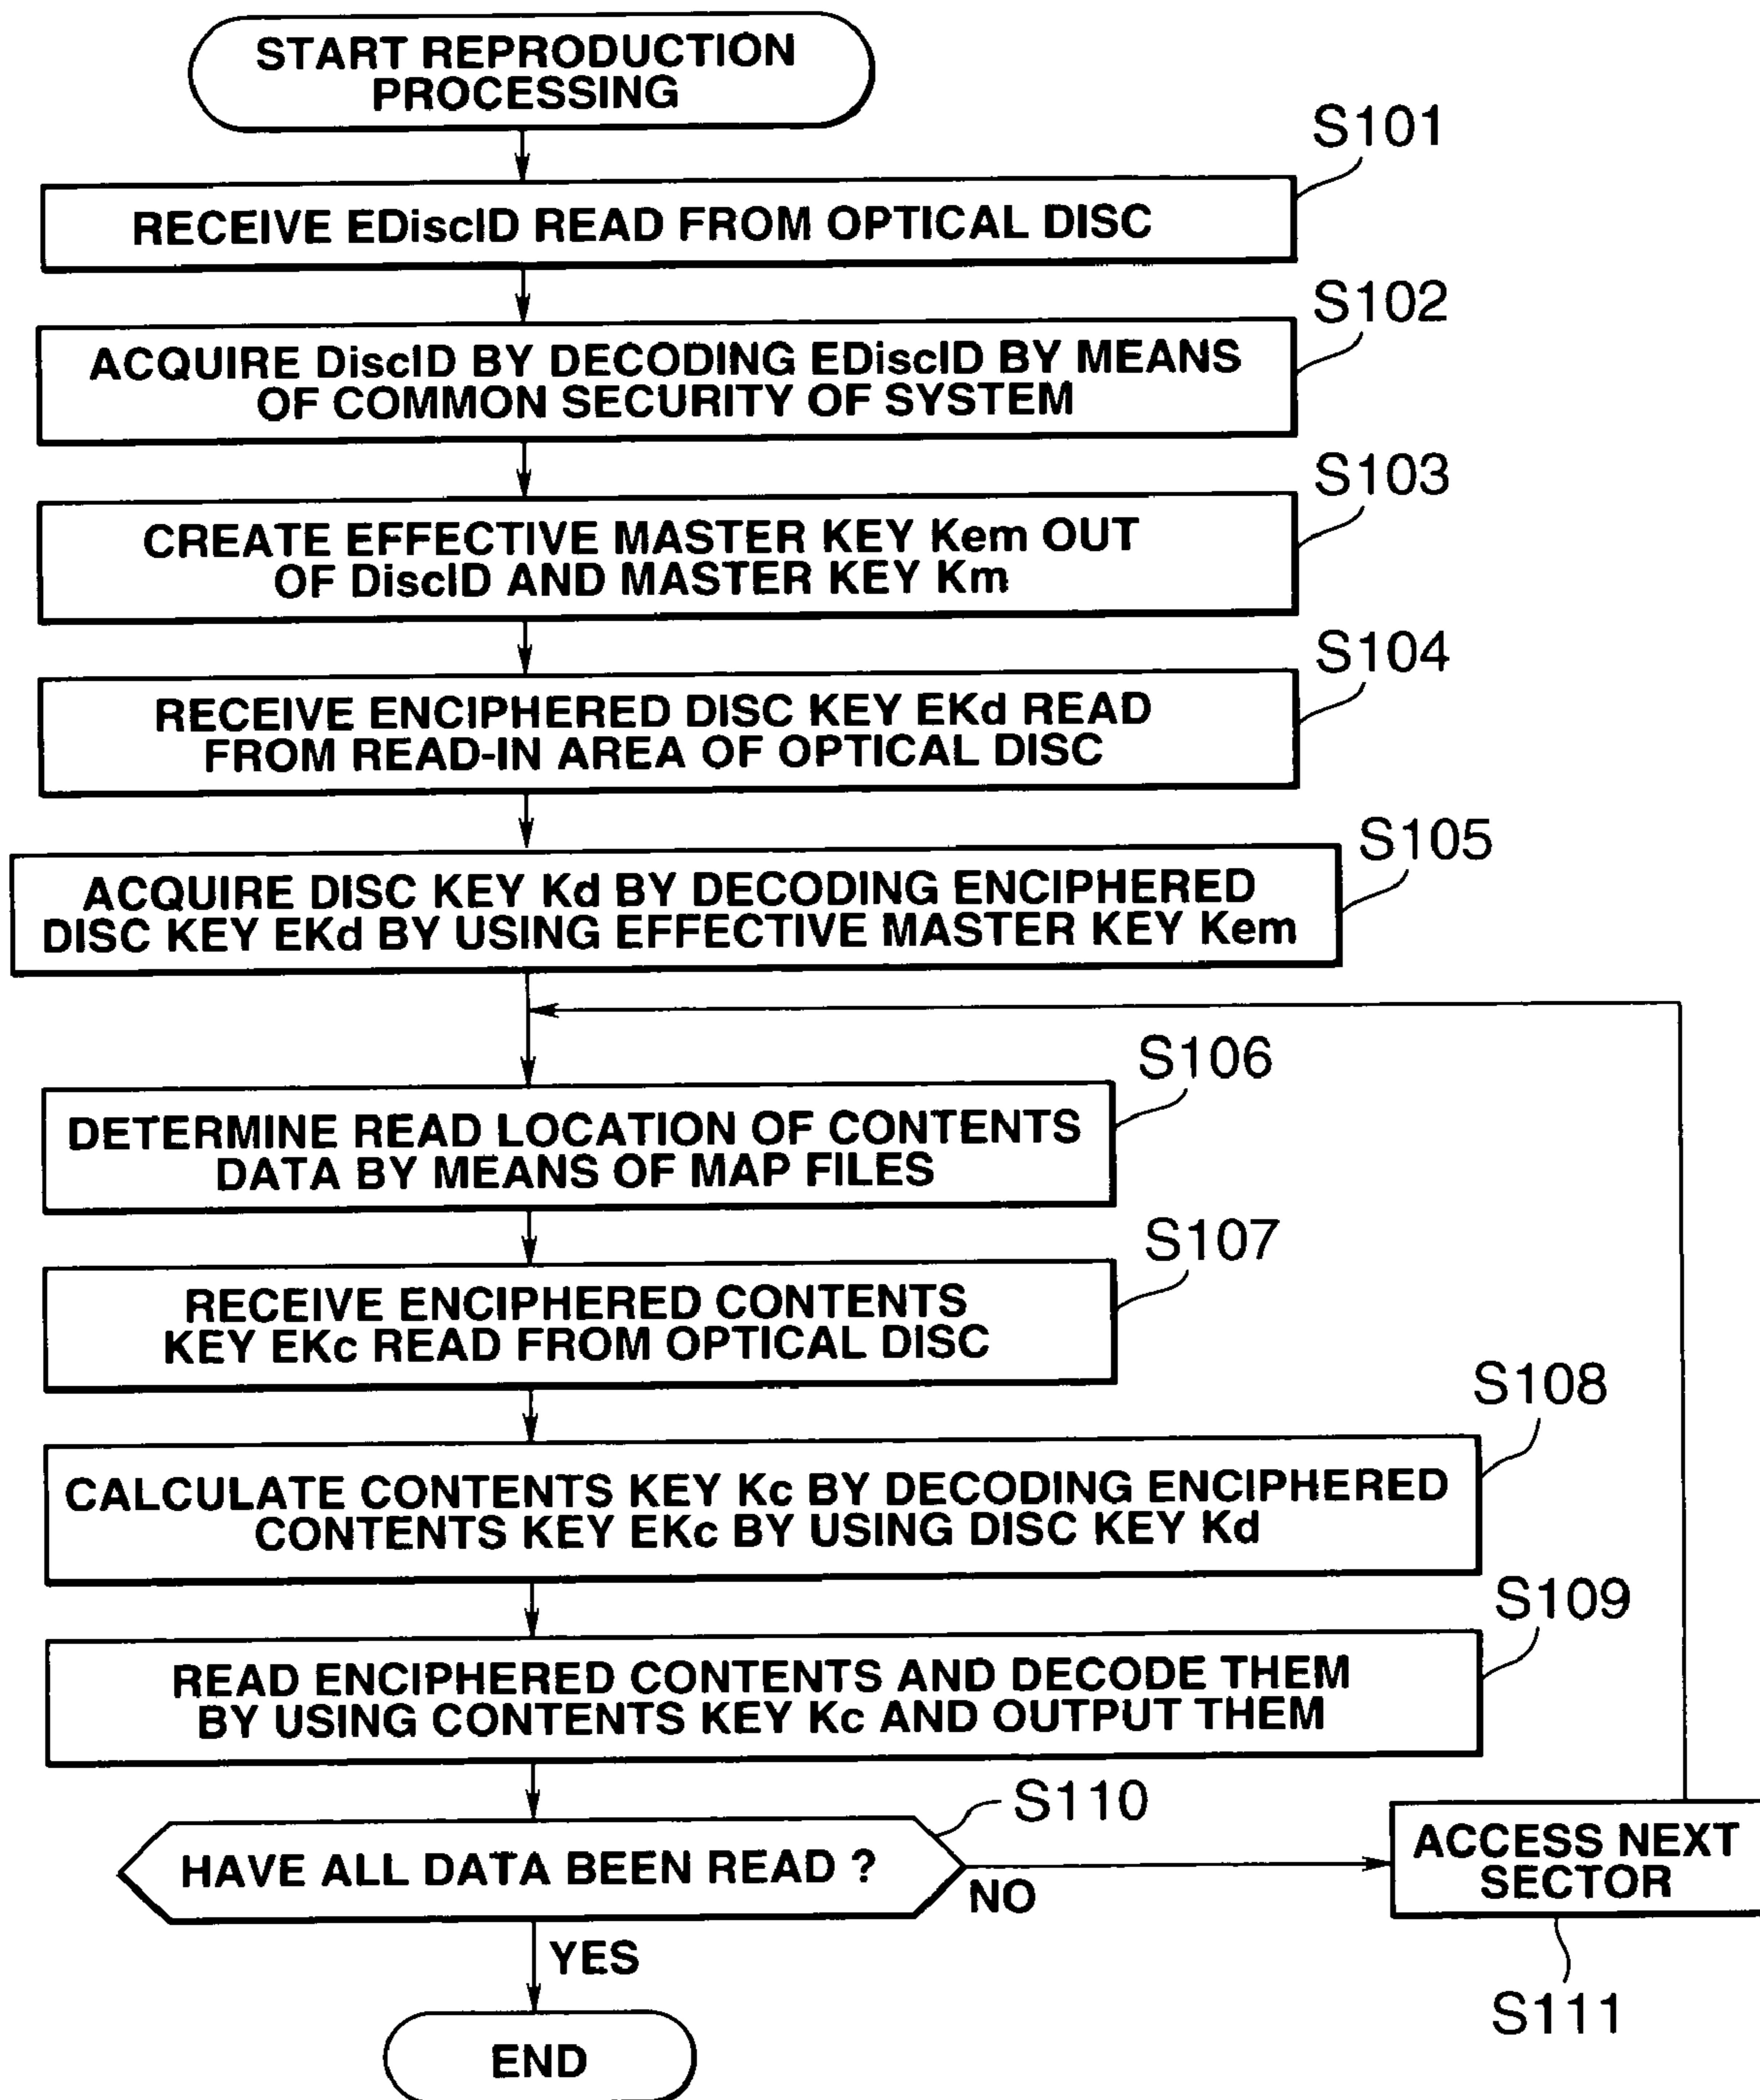 START REPRODUCTION
PROCESSING
S101
RECEIVE EDiscID READ FROM OPTICAL DISC
S102
ACQUIRE DiscID BY DECODING EDiscID BY MEANS
OF COMMON SECURITY OF SYSTEM
S103
CREATE EFFECTIVE MASTER KEY Kem OUT
OF DiscID AND MASTER KEY Km
S104
RECEIVE ENCIPHERED DISC KEY EKd READ
FROM READ-IN AREA OF OPTICAL DISC
S105
ACQUIRE DISC KEY Kd BY DECODING ENCIPHERED
DISC KEY EKd BY USING EFFECTIVE MASTER KEY Kem
S106
DETERMINE READ LOCATION OF CONTENTS
DATA BY MEANS OF MAP FILES
S107
RECEIVE ENCIPHERED CONTENTS
KEY EKc READ FROM OPTICAL DISC
S108
CALCULATE CONTENTS KEY Kc BY DECODING ENCIPHERED
CONTENTS KEY EKc BY USING DISC KEY Kd
S109
READ ENCIPHERED CONTENTS AND DECODE THEM
BY USING CONTENTS KEY Kc AND OUTPUT THEM
S110
HAVE ALL DATA BEEN READ ?
NO
ACCESS NEXT
SECTOR
S111
YES
END